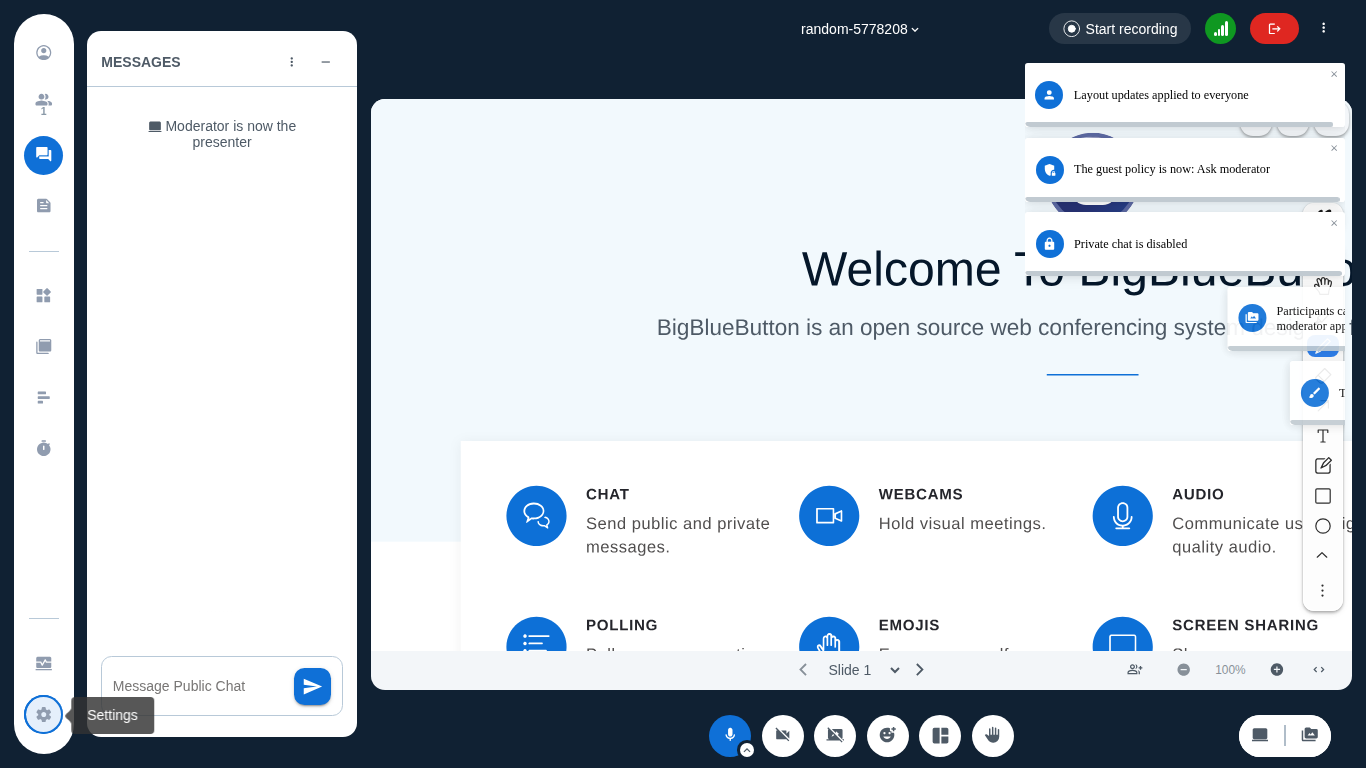 random-5778208
Start recording
1
MESSAGES
Moderator is now the
presenter
Message Public Chat
Settings
Layout updates applied to everyone
The guest policy is now: Ask moderator
Private chat is disabled
Participants
moderator
Welcome To
BigBlueButton is an open source web conferencing system
CHAT
Send public and private
messages.
WEBCAMS
Hold visual meetings.
AUDIO
Communicate
quality audio.
POLLING
EMOJIS
SCREEN SHARING
Slide 1
100%